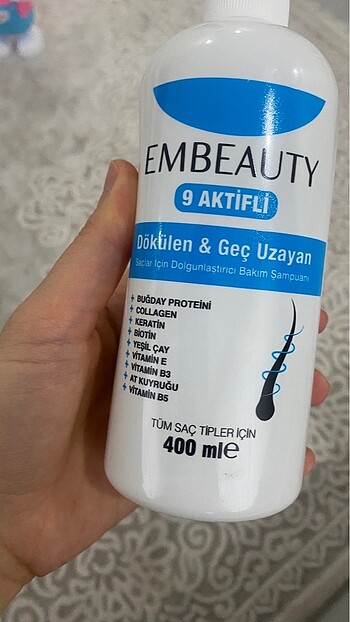 EMBEAUTY
9 AKTİFLİ
Dökülen & Geç Uzayan
Saçlar İçin Dolgunlaştırıcı Bakım Şampuanı
+ BUĞDAY PROTEİNİ
+ COLLAGEN
+ KERATİN
+ BİOTİN
+ YEŞİL ÇAY
+ VİTAMİN E
+ VİTAMİN B3
+ AT KUYRUĞU
+ VİTAMİN B5
TÜM SAÇ TİPLER İÇİN
400 ml℮